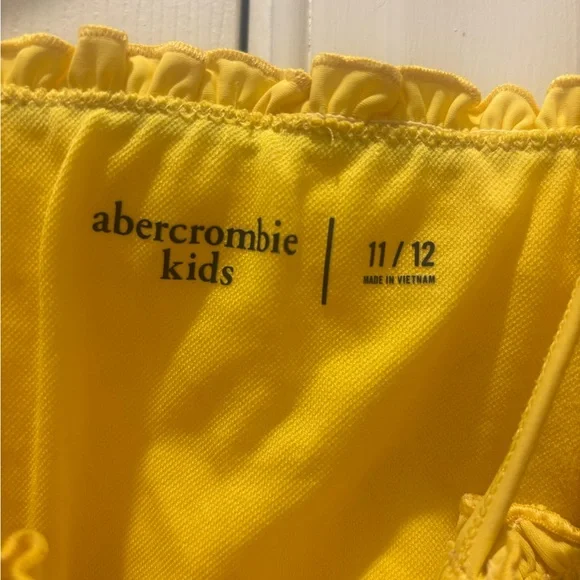 abercrombie
kids
11 / 12
MADE IN VIETNAM